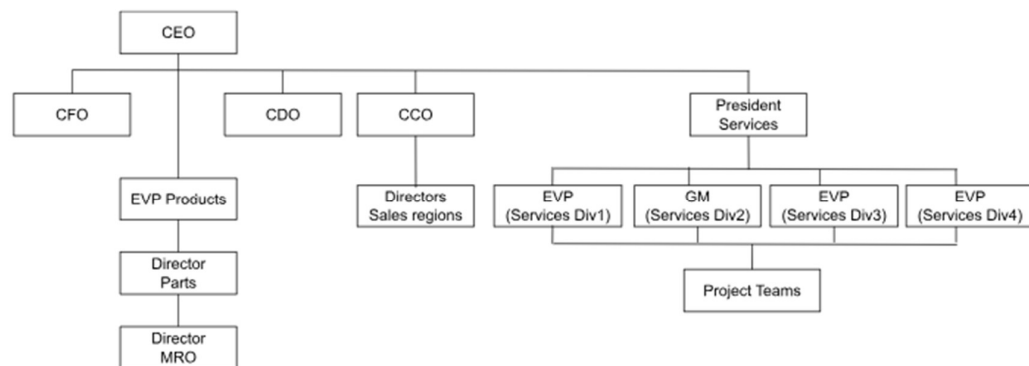 CEO
CFO
CDO
CCO
President
Services
EVP Products
Directors
Sales regions
EVP
(Services Div1)
GM
(Services Div2)
EVP
(Services Div3)
EVP
(Services Div4)
Director
Parts
Project Teams
Director
MRO